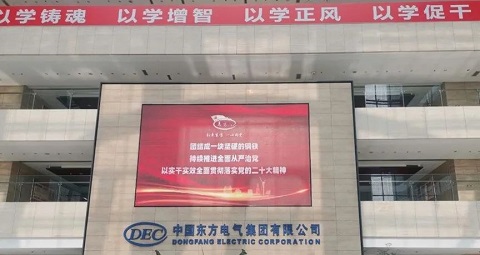 以学铸魂 以学增智 以学正风 以学促干
团结成一块坚硬的钢铁
持续推进全面从严治党
以实干实效全面贯彻落实党的二十大精神
DEC 中国东方电气集团有限公司
DONGFANG ELECTRIC CORPORATION